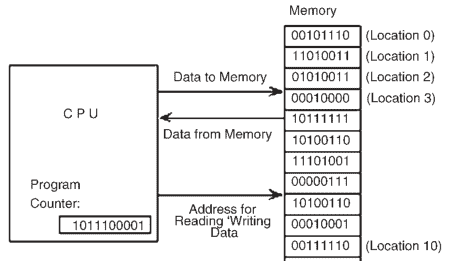 Memory
00101110 (Location 0)
11010011 (Location 1)
01010011 (Location 2)
00010000 (Location 3)
10111111
10100110
11101001
00000111
10100110
00010001
00111110 (Location 10)
Data to Memory
Data from Memory
CPU
Program
Counter:
1011100001
Address for
Reading 'Writing
Data